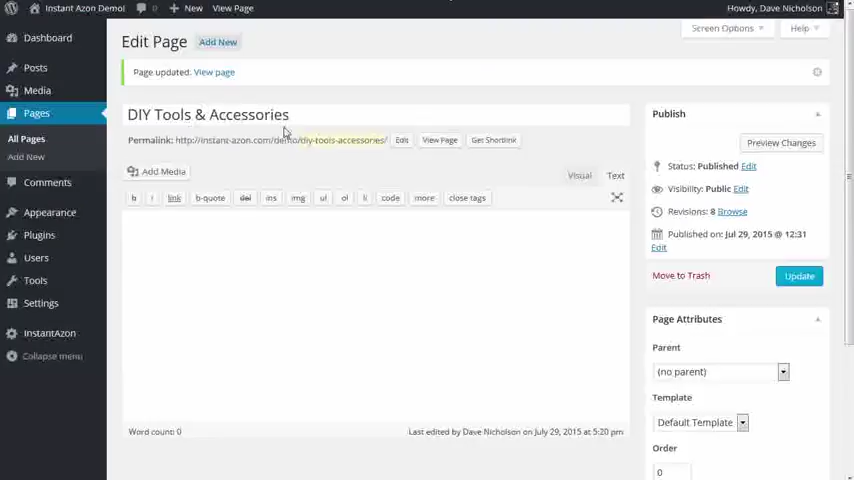 Instant Azon Demo! 0 + New View Page Howdy, Dave Nicholson
Dashboard
Posts
Media
Pages
All Pages
Add New
Comments
Appearance
Plugins
Users
Tools
Settings
InstantAzon
Collapse menu
Screen Options Help
Edit Page Add New
Page updated. View page
DIY Tools & Accessories
Permalink: http://instant-azon.com/demo/diy-tools-accessories/ Edit View Page Get Shortlink
Add Media
Visual Text
b i link b-quote del ins img ul ol li code more close tags
Word count: 0
Last edited by Dave Nicholson on July 29, 2015 at 5:20 pm
Publish
Preview Changes
Status: Published Edit
Visibility: Public Edit
Revisions: 8 Browse
Published on: Jul 29, 2015 @ 12:31
Edit
Move to Trash Update
Page Attributes
Parent
(no parent)
Template
Default Template
Order
0